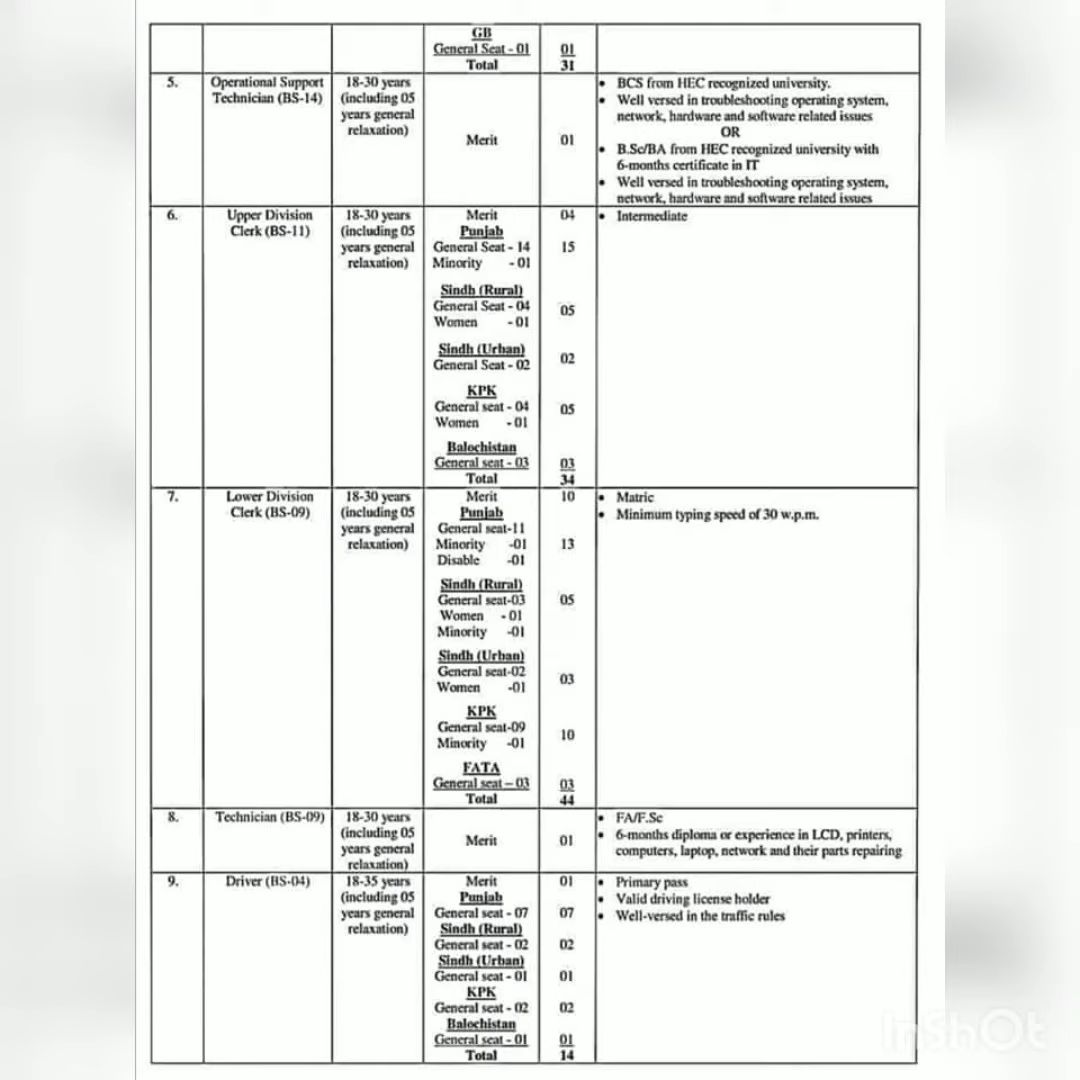 GB
General Seat - 01 01
Total 31
5. Operational Support Technician (BS-14)
18-30 years (including 05 years general relaxation)
Merit 01
• BCS from HEC recognized university.
• Well versed in troubleshooting operating system,
network, hardware and software related issues
OR
• B.Sc/BA from HEC recognized university with
6-months certificate in IT
• Well versed in troubleshooting operating system,
network, hardware and software related issues
6. Upper Division Clerk (BS-11)
18-30 years (including 05 years general relaxation)
Merit 04
Punjab
General Seat - 14 15
Minority - 01
Sindh (Rural)
General Seat - 04 05
Women - 01
Sindh (Urban)
General Seat - 02 02
KPK
General seat - 04 05
Women - 01
Balochistan
General seat - 03 03
Total 34
• Intermediate
7. Lower Division Clerk (BS-09)
18-30 years (including 05 years general relaxation)
Merit 10
Punjab
General seat-11
Minority -01 13
Disable -01
Sindh (Rural)
General seat-03 05
Women - 01
Minority -01
Sindh (Urban)
General seat-02 03
Women -01
KPK
General seat-09 10
Minority -01
FATA
General seat – 03 03
Total 44
• Matric
• Minimum typing speed of 30 w.p.m.
8. Technician (BS-09)
18-30 years (including 05 years general relaxation)
Merit 01
• FA/F.Sc
• 6-months diploma or experience in LCD, printers,
computers, laptop, network and their parts repairing
9. Driver (BS-04)
18-35 years (including 05 years general relaxation)
Merit 01
Punjab
General seat - 07 07
Sindh (Rural)
General seat - 02 02
Sindh (Urban)
General seat - 01 01
KPK
General seat - 02 02
Balochistan
General seat - 01 01
Total 14
• Primary pass
• Valid driving license holder
• Well-versed in the traffic rules
InShOt